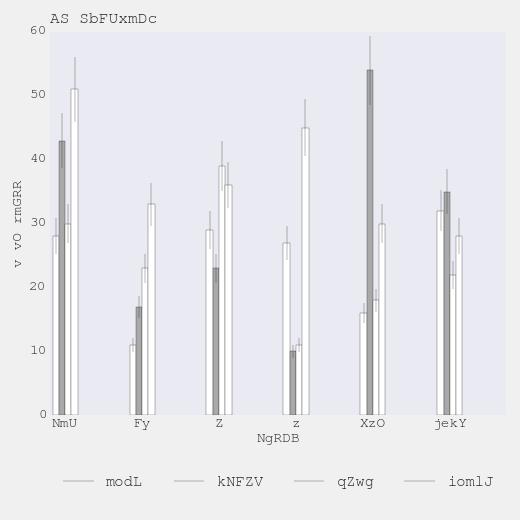 AS SbFUxmDc
60
50
40
30
20
10
0
v vO rmGRR
NmU Fy Z z XzO jekY
NgRDB
modL kNFZV qZwg iomlJ